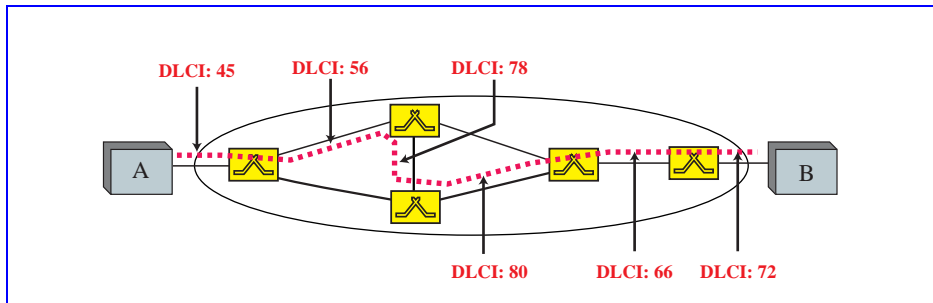 DLCI: 45
DLCI: 56
DLCI: 78
A
B
DLCI: 80
DLCI: 66
DLCI: 72